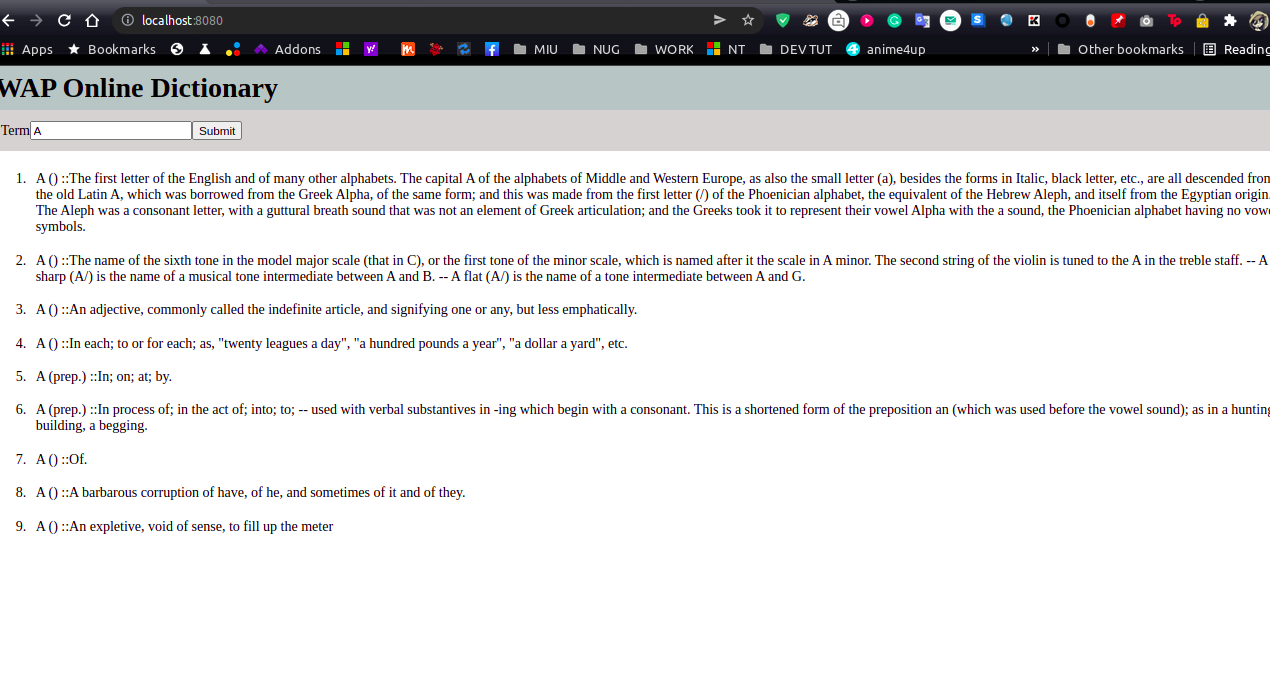 localhost:8080
Apps Bookmarks Addons MIU NUG WORK NT DEV TUT anime4up » Other bookmarks Reading
WAP Online Dictionary
Term A Submit
1. A () ::The first letter of the English and of many other alphabets. The capital A of the alphabets of Middle and Western Europe, as also the small letter (a), besides the forms in Italic, black letter, etc., are all descended from
the old Latin A, which was borrowed from the Greek Alpha, of the same form; and this was made from the first letter (/) of the Phoenician alphabet, the equivalent of the Hebrew Aleph, and itself from the Egyptian origin.
The Aleph was a consonant letter, with a guttural breath sound that was not an element of Greek articulation; and the Greeks took it to represent their vowel Alpha with the a sound, the Phoenician alphabet having no vow
symbols.
2. A () ::The name of the sixth tone in the model major scale (that in C), or the first tone of the minor scale, which is named after it the scale in A minor. The second string of the violin is tuned to the A in the treble staff. -- A
sharp (A/) is the name of a musical tone intermediate between A and B. -- A flat (A/) is the name of a tone intermediate between A and G.
3. A () ::An adjective, commonly called the indefinite article, and signifying one or any, but less emphatically.
4. A () ::In each; to or for each; as, "twenty leagues a day", "a hundred pounds a year", "a dollar a yard", etc.
5. A (prep.) ::In; on; at; by.
6. A (prep.) ::In process of; in the act of; into; to; -- used with verbal substantives in -ing which begin with a consonant. This is a shortened form of the preposition an (which was used before the vowel sound); as in a hunting
building, a begging.
7. A () ::Of.
8. A () ::A barbarous corruption of have, of he, and sometimes of it and of they.
9. A () ::An expletive, void of sense, to fill up the meter